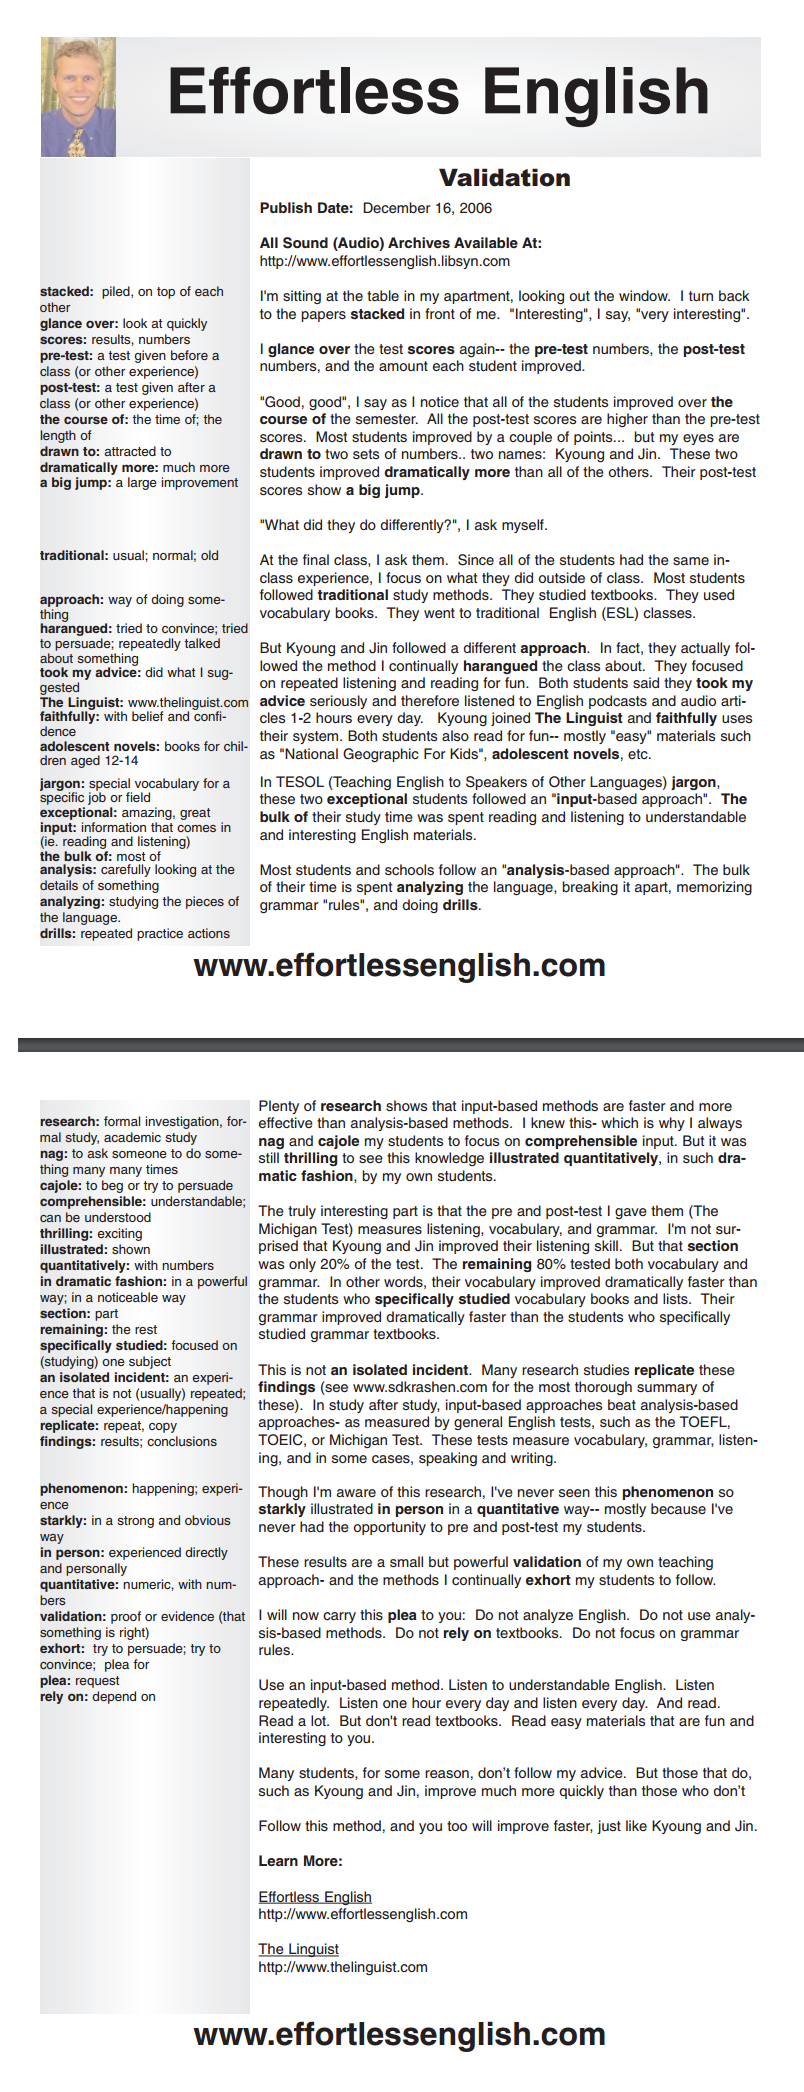 Effortless English
Validation
Publish Date:  December 16, 2006
All Sound (Audio) Archives Available At:
http://www.effortlessenglish.libsyn.com
stacked:  piled, on top of each
other
glance over: look at quickly
scores: results, numbers
pre-test: a test given before a
class (or other experience)
post-test: a test given after a
class (or other experience)
the course of: the time of; the
length of
drawn to: attracted to
dramatically more: much more
a big jump: a large improvement
traditional: usual; normal; old
approach: way of doing some-
thing
harangued: tried to convince; tried
to persuade; repeatedly talked
about something
took my advice: did what I sug-
gested
The Linguist: www.thelinguist.com
faithfully: with belief and confi-
dence
adolescent novels: books for chil-
dren aged 12-14
jargon: special vocabulary for a
specific job or field
exceptional: amazing, great
input: information that comes in
(ie. reading and listening)
the bulk of: most of
analysis: carefully looking at the
details of something
analyzing: studying the pieces of
the language.
drills: repeated practice actions
I'm sitting at the table in my apartment, looking out the window.  I turn back
to the papers stacked in front of me.  "Interesting", I say, "very interesting".
I glance over the test scores again-- the pre-test numbers, the post-test
numbers, and the amount each student improved.
"Good, good", I say as I notice that all of the students improved over the
course of the semester.  All the post-test scores are higher than the pre-test
scores.  Most students improved by a couple of points...  but my eyes are
drawn to two sets of numbers.. two names:  Kyoung and Jin.  These two
students improved dramatically more than all of the others.  Their post-test
scores show a big jump.
"What did they do differently?", I ask myself.
At the final class, I ask them.  Since all of the students had the same in-
class experience, I focus on what they did outside of class.  Most students
followed traditional study methods.  They studied textbooks.  They used
vocabulary books.  They went to traditional  English (ESL) classes.
But Kyoung and Jin followed a different approach.  In fact, they actually fol-
lowed the method I continually harangued the class about.  They focused
on repeated listening and reading for fun.  Both students said they took my
advice seriously and therefore listened to English podcasts and audio arti-
cles 1-2 hours every day.   Kyoung joined The Linguist and faithfully uses
their system. Both students also read for fun-- mostly "easy" materials such
as "National Geographic For Kids", adolescent novels, etc.
In TESOL (Teaching English to Speakers of Other Languages) jargon,
these two exceptional students followed an "input-based approach".  The
bulk of their study time was spent reading and listening to understandable
and interesting English materials.
Most students and schools follow an "analysis-based approach".  The bulk
of their time is spent analyzing the language, breaking it apart, memorizing
grammar "rules", and doing drills.
www.effortlessenglish.com
research: formal investigation, for-
mal study, academic study
nag: to ask someone to do some-
thing many many times
cajole: to beg or try to persuade
comprehensible: understandable;
can be understood
thrilling: exciting
illustrated: shown
quantitively: with numbers
in dramatic fashion: in a powerful
way; in a noticeable way
section: part
remaining: the rest
specifically studied: focused on
(studying) one subject
an isolated incident: an experi-
ence that is not (usually) repeated;
a special experience/happening
replicate: repeat, copy
findings: results; conclusions
phenomenon: happening; experi-
ence
starkly: in a strong and obvious
way
in person: experienced directly
and personally
quantitative: numeric, with num-
bers
validation: proof or evidence (that
something is right)
exhort:  try to persuade; try to
convince;  plea for
plea: request
rely on: depend on
Plenty of research shows that input-based methods are faster and more
effective than analysis-based methods.  I knew this- which is why I always
nag and cajole my students to focus on comprehensible input. But it was
still thrilling to see this knowledge illustrated quantitatively, in such dra-
matic fashion, by my own students.
The truly interesting part is that the pre and post-test I gave them (The
Michigan Test) measures listening, vocabulary, and grammar.  I'm not sur-
prised that Kyoung and Jin improved their listening skill.  But that section
was only 20% of the test.  The remaining 80% tested both vocabulary and
grammar.  In other words, their vocabulary improved dramatically faster than
the students who specifically studied vocabulary books and lists.  Their
grammar improved dramatically faster than the students who specifically
studied grammar textbooks.
This is not an isolated incident.  Many research studies replicate these
findings (see www.sdkrashen.com for the most thorough summary of
these).  In study after study, input-based approaches beat analysis-based
approaches- as measured by general English tests, such as the TOEFL,
TOEIC, or Michigan Test.  These tests measure vocabulary, grammar, listen-
ing, and in some cases, speaking and writing.
Though I'm aware of this research, I've never seen this phenomenon so
starkly illustrated in person in a quantitative way-- mostly because I've
never had the opportunity to pre and post-test my students.
These results are a small but powerful validation of my own teaching
approach- and the methods I continually exhort my students to follow.
I will now carry this plea to you:  Do not analyze English.  Do not use analy-
sis-based methods.  Do not rely on textbooks.  Do not focus on grammar
rules.
Use an input-based method. Listen to understandable English.  Listen
repeatedly.  Listen one hour every day and listen every day.  And read.
Read a lot.  But don't read textbooks.  Read easy materials that are fun and
interesting to you.
Many students, for some reason, don't follow my advice.  But those that do,
such as Kyoung and Jin, improve much more quickly than those who don't
Follow this method, and you too will improve faster, just like Kyoung and Jin.
Learn More:
Effortless English
http://www.effortlessenglish.com
The Linguist
http://www.thelinguist.com
www.effortlessenglish.com